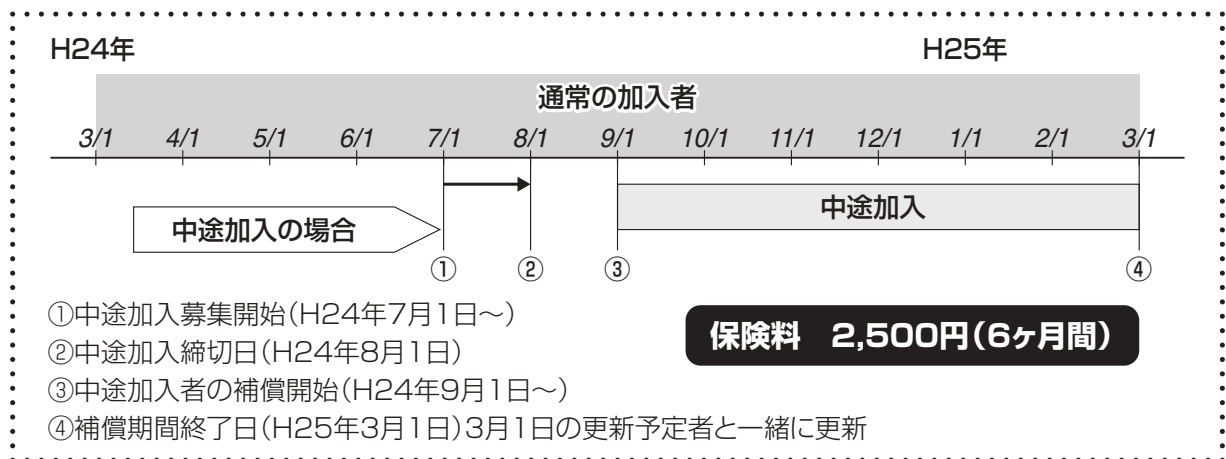 H24年 H25年
通常の加入者
3/1 4/1 5/1 6/1 7/1 8/1 9/1 10/1 11/1 12/1 1/1 2/1 3/1
中途加入の場合 中途加入
① ② ③ ④
①中途加入募集開始(H24年7月1日~)
②中途加入締切日(H24年8月1日)
保険料 2,500円(6ヶ月間)
③中途加入者の補償開始(H24年9月1日~)
④補償期間終了日(H25年3月1日)3月1日の更新予定者と一緒に更新